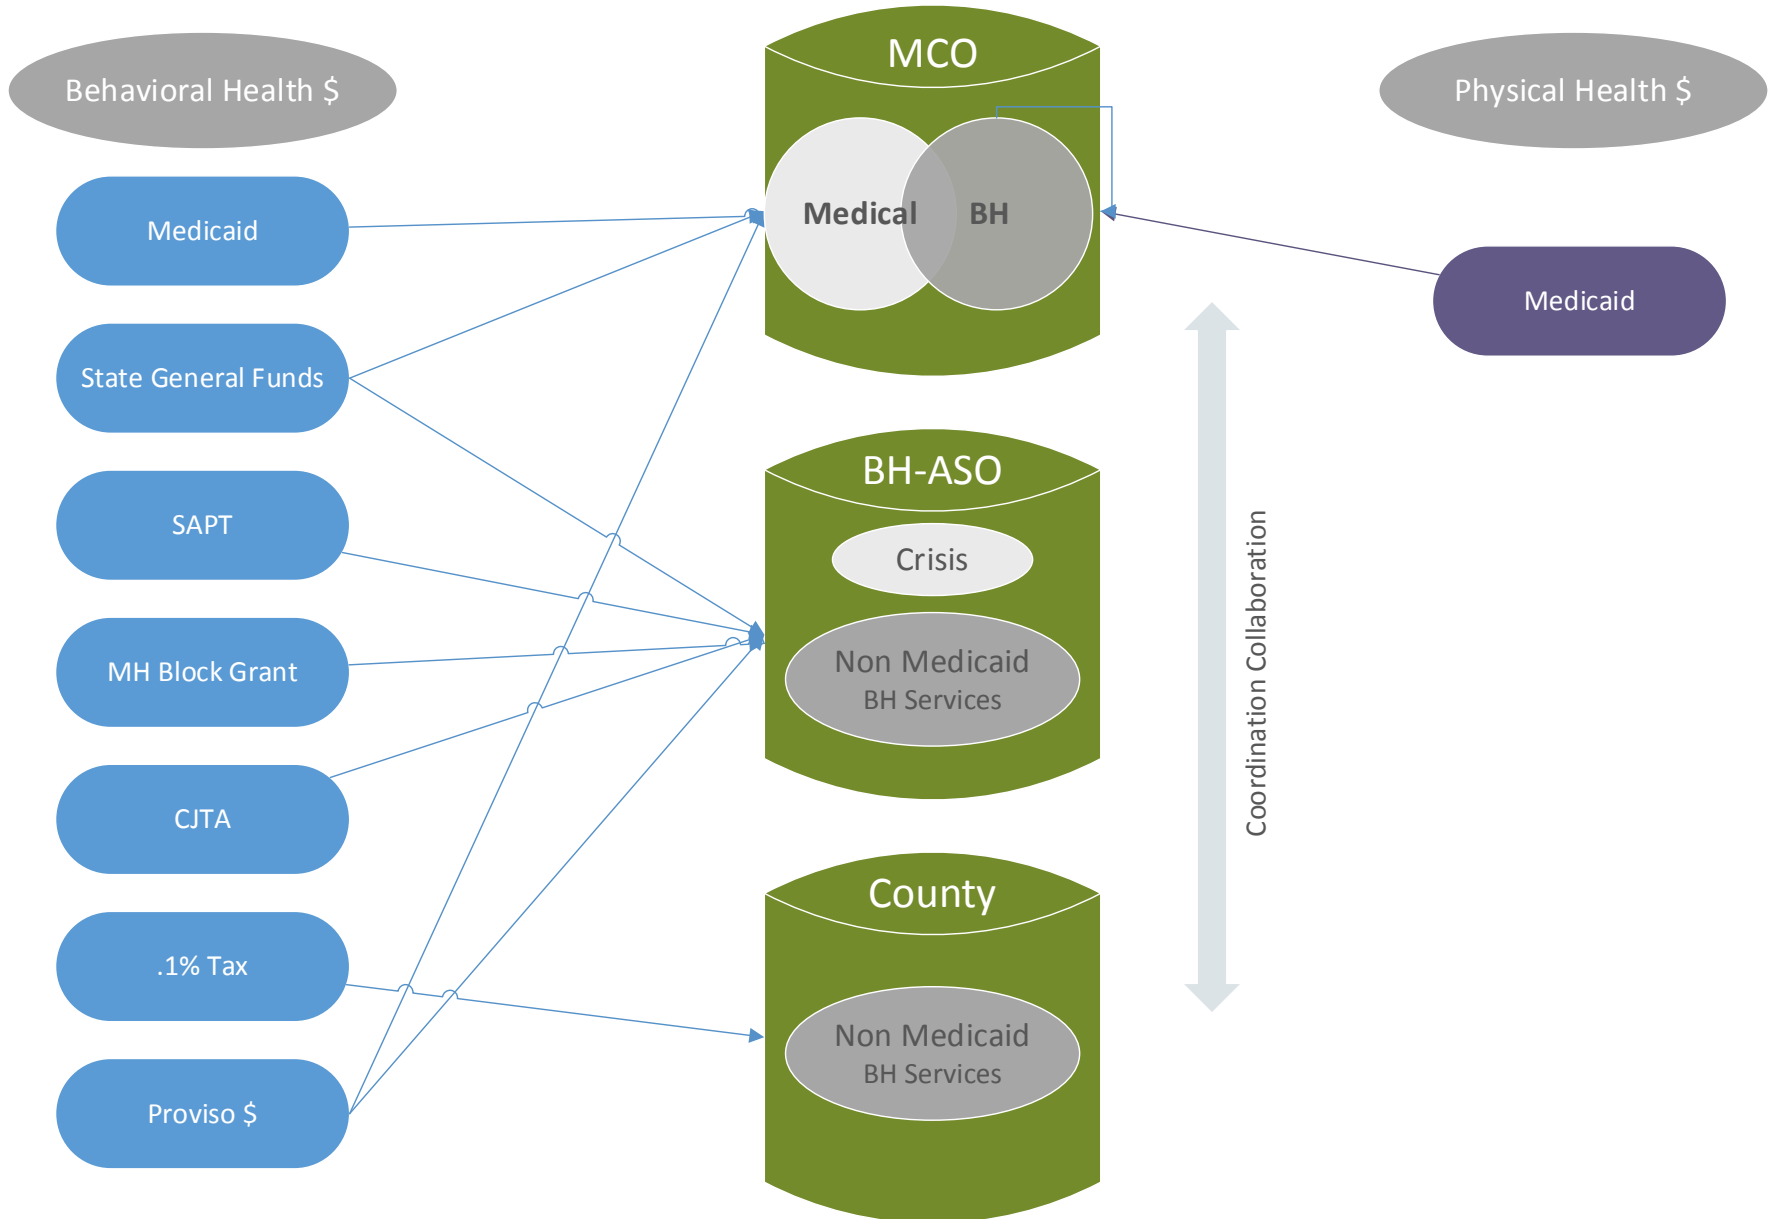 Behavioral Health $
Medicaid
State General Funds
SAPT
MH Block Grant
CJTA
.1% Tax
Proviso $
MCO
Medical
BH
BH-ASO
Crisis
Non Medicaid
BH Services
County
Non Medicaid
BH Services
Coordination Collaboration
Physical Health $
Medicaid